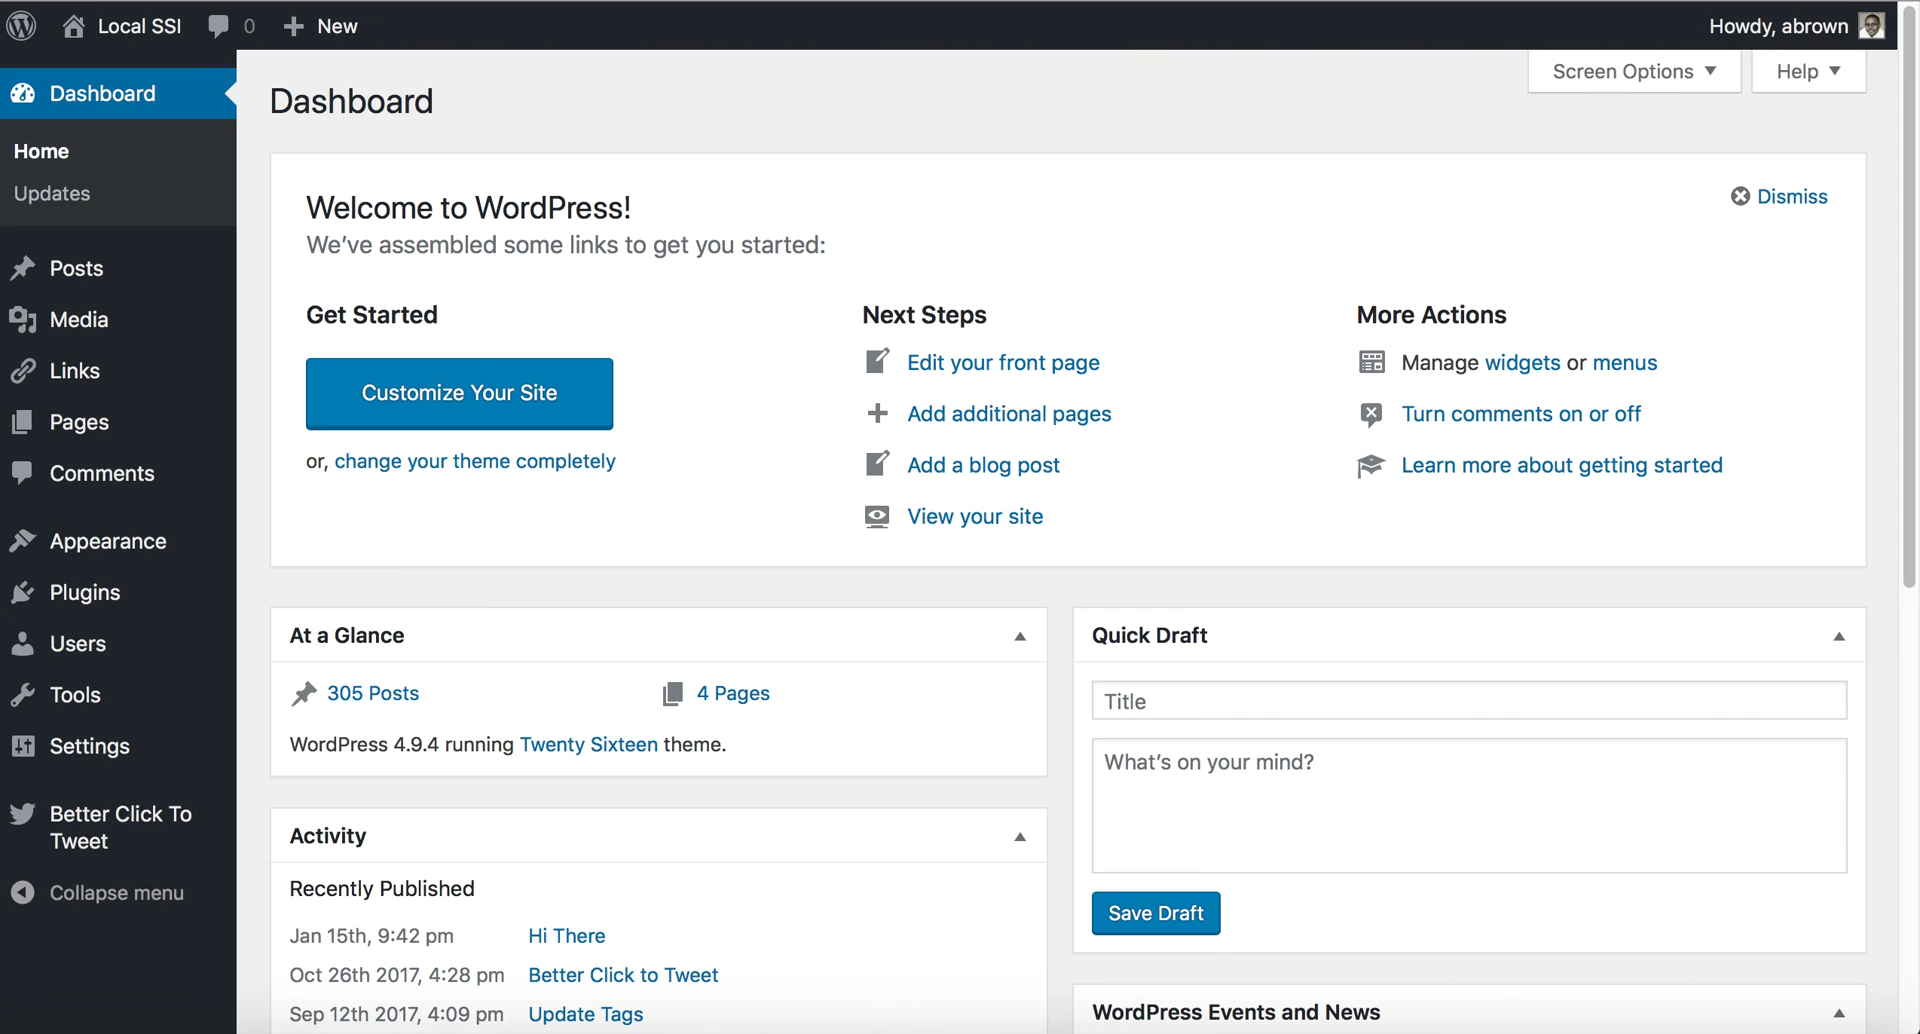 Local SSI 0 New Howdy, abrown
Screen Options Help
Dashboard
Home
Updates
Posts
Media
Links
Pages
Comments
Appearance
Plugins
Users
Tools
Settings
Better Click To
Tweet
Collapse menu
Dashboard
Welcome to WordPress!
We've assembled some links to get you started:
Dismiss
Get Started
Customize Your Site
or, change your theme completely
Next Steps
Edit your front page
Add additional pages
Add a blog post
View your site
More Actions
Manage widgets or menus
Turn comments on or off
Learn more about getting started
At a Glance
305 Posts 4 Pages
WordPress 4.9.4 running Twenty Sixteen theme.
Activity
Recently Published
Jan 15th, 9:42 pm Hi There
Oct 26th 2017, 4:28 pm Better Click to Tweet
Sep 12th 2017, 4:09 pm Update Tags
Quick Draft
Title
What's on your mind?
Save Draft
WordPress Events and News